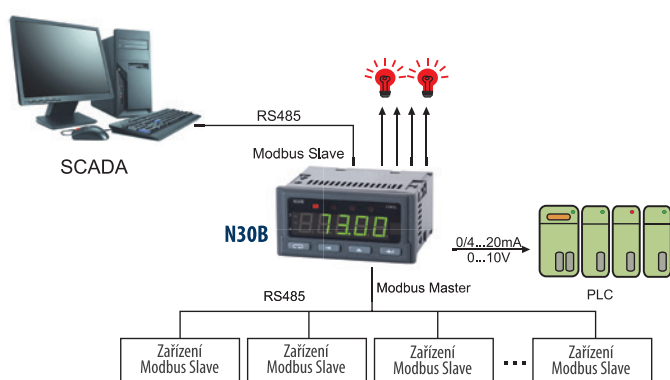 RS485
Modbus Slave
SCADA
N30B
N30B
73.00
0/4...20mA
0...10V
PLC
RS485
Modbus Master
Zařízení
Modbus Slave
Zařízení
Modbus Slave
Zařízení
Modbus Slave
...
Zařízení
Modbus Slave